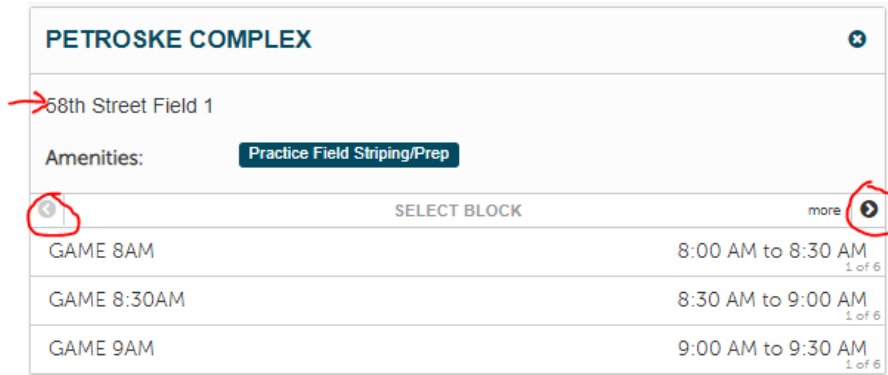 PETROSKE COMPLEX
58th Street Field 1
Amenities: Practice Field Striping/Prep
SELECT BLOCK more
GAME 8AM 8:00 AM to 8:30 AM
1 of 6
GAME 8:30AM 8:30 AM to 9:00 AM
1 of 6
GAME 9AM 9:00 AM to 9:30 AM
1 of 6